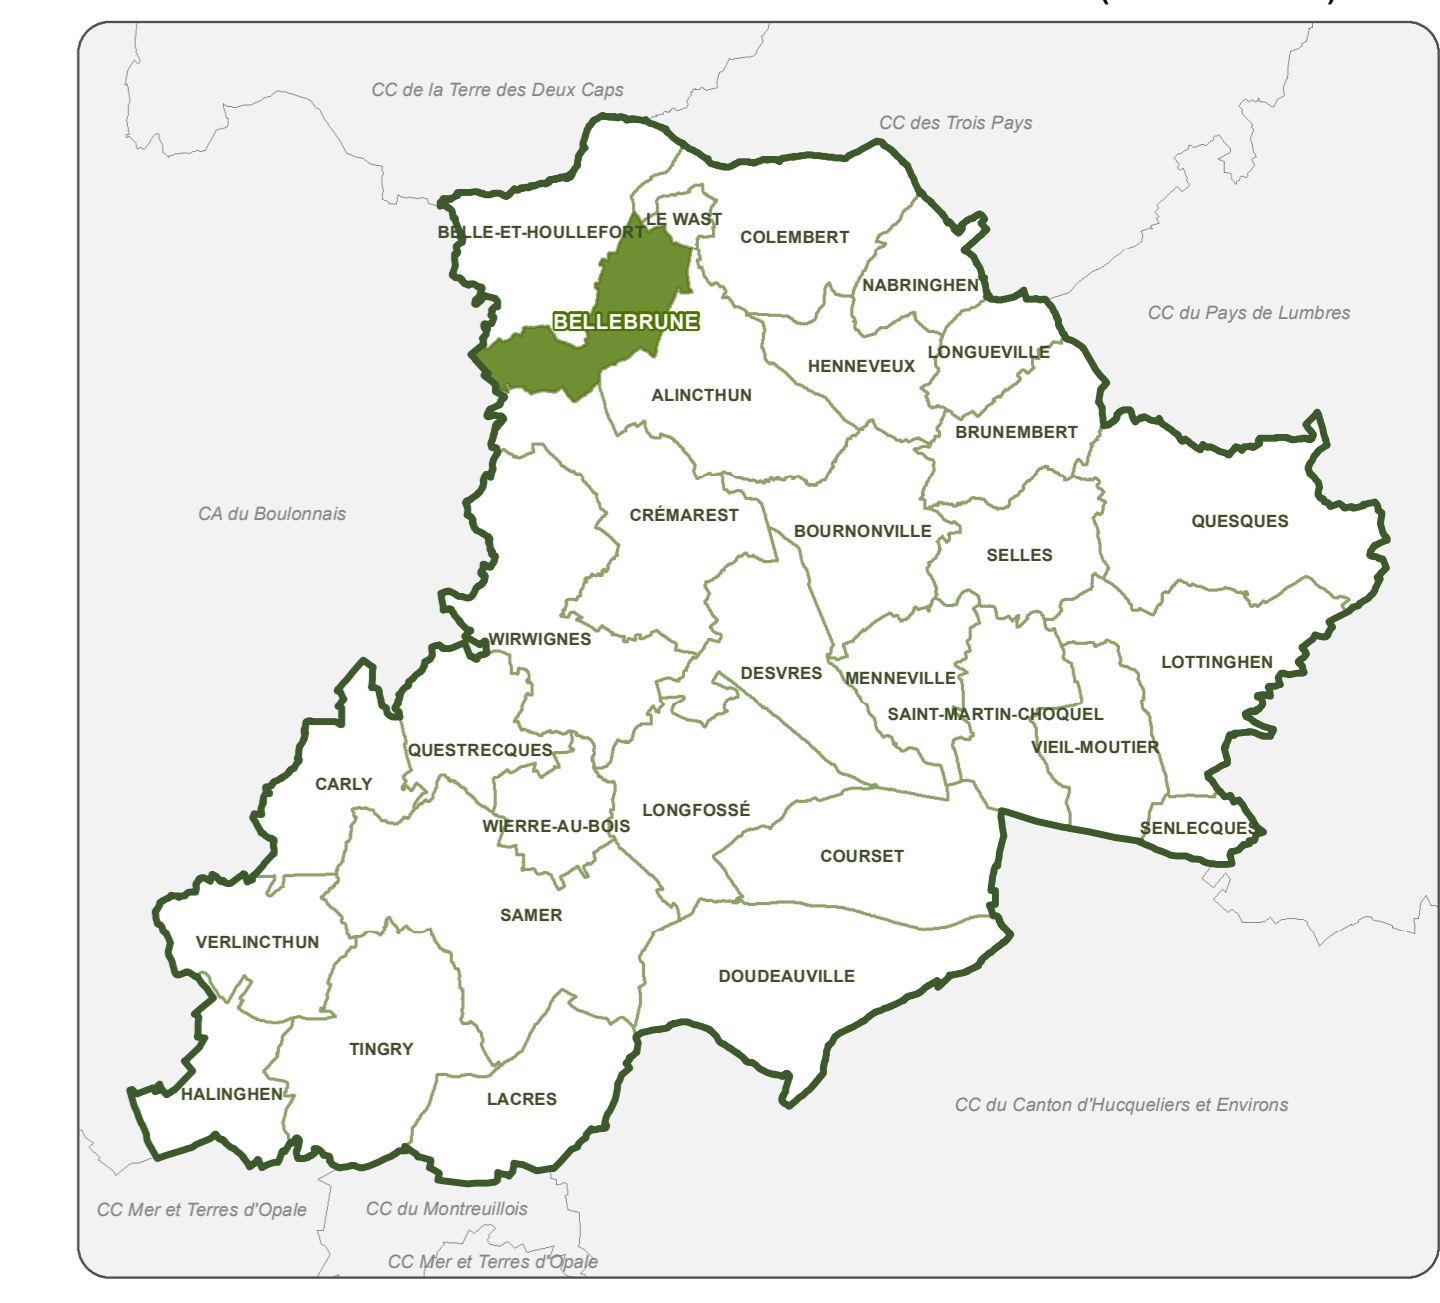 CC de la Terre des Deux Caps
CC des Trois Pays
LE WAST
BELLE-ET-HOULLEFORT
COLEMBERT
NABRINGHEN
CC du Pays de Lumbres
BELLEBRUNE
LONGUEVILLE
HENNEVEUX
ALINCTHUN
BRUNEMBERT
CA du Boulonnais
CRÉMAREST
QUESQUES
BOURNONVILLE
SELLES
WIRWIGNES
LOTTINGHEN
DESVRES
MENNEVILLE
SAINT-MARTIN-CHOQUEL
VIEIL-MOUTIER
QUESTRECQUES
CARLY
LONGFOSSÉ
WIERRE-AU-BOIS
SENLECQUES
COURSET
SAMER
VERLINCTHUN
DOUDEAUVILLE
TINGRY
HALINGHEN
LACRES
CC du Canton d'Hucqueliers et Environs
CC Mer et Terres d'Opale
CC du Montreuillois
CC Mer et Terres d'Opale